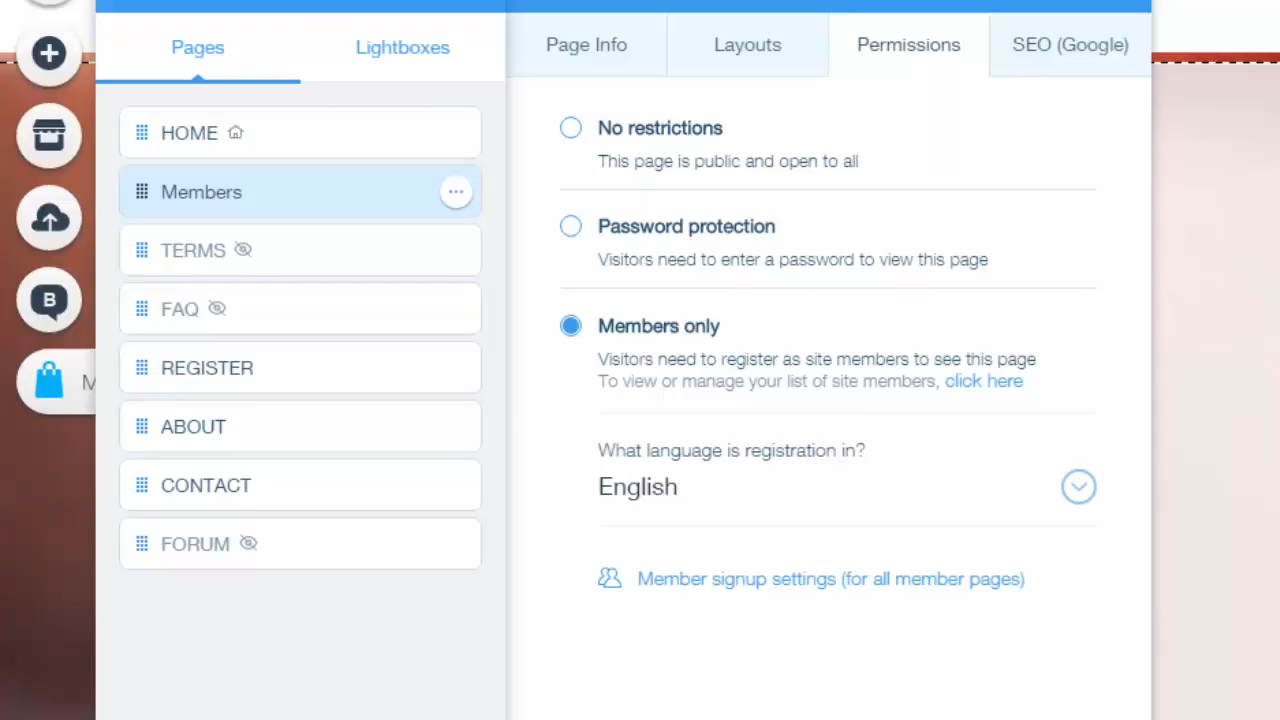 Pages
Lightboxes
Page Info
Layouts
Permissions
SEO (Google)
HOME
Members
TERMS
FAQ
REGISTER
ABOUT
CONTACT
FORUM
B
M
No restrictions
This page is public and open to all
Password protection
Visitors need to enter a password to view this page
Members only
Visitors need to register as site members to see this page
To view or manage your list of site members, click here
What language is registration in?
English
Member signup settings (for all member pages)